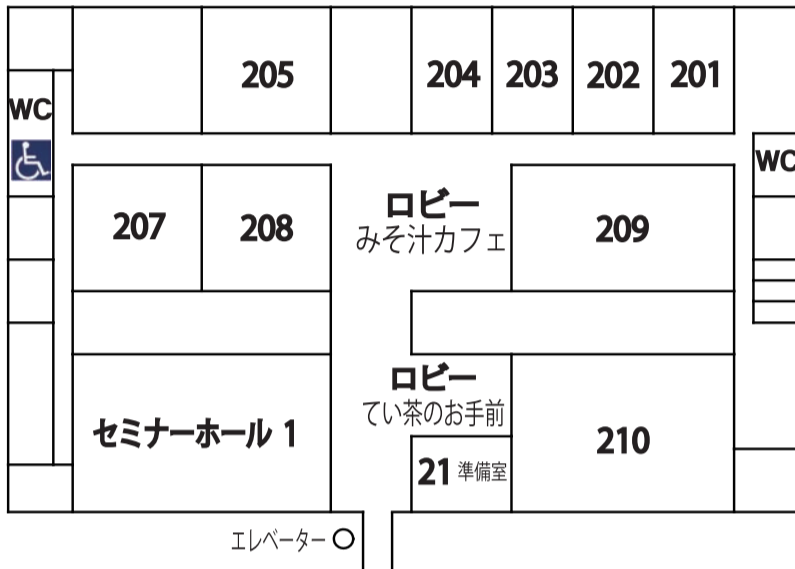 205
204
203
202
201
WC
WC
207
208
ロビー
みそ汁カフェ
209
ロビー
てい茶のお手前
セミナーホール 1
210
21 準備室
エレベーター